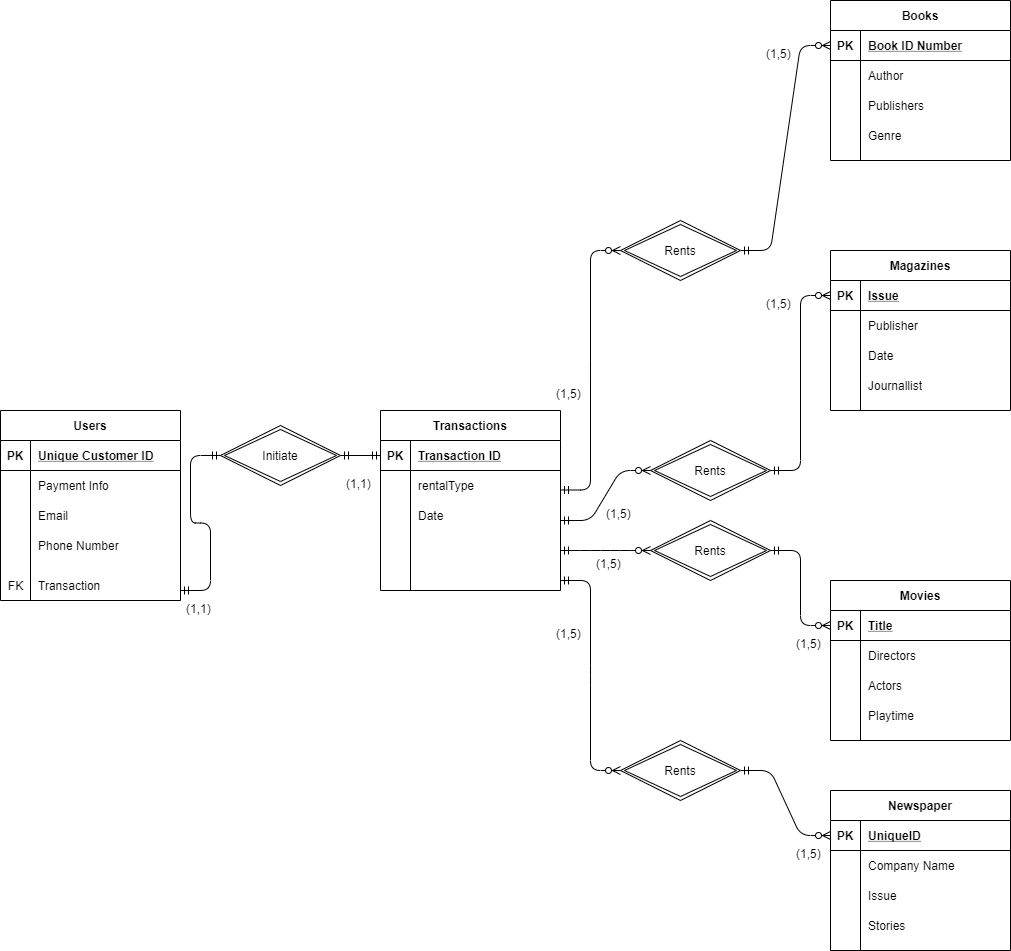 Books
PK Book ID Number
Author
Publishers
Genre
(1,5)
Rents
(1,5)
Magazines
PK Issue
Publisher
Date
Journallist
(1,5)
Rents
(1,5)
Users
PK Unique Customer ID
Payment Info
Email
Phone Number
FK Transaction
(1,1)
Initiate
(1,1)
Transactions
PK Transaction ID
rentalType
Date
Rents
(1,5)
Movies
PK Title
Directors
Actors
Playtime
(1,5)
(1,5)
Rents
Newspaper
PK UniqueID
Company Name
Issue
Stories
(1,5)